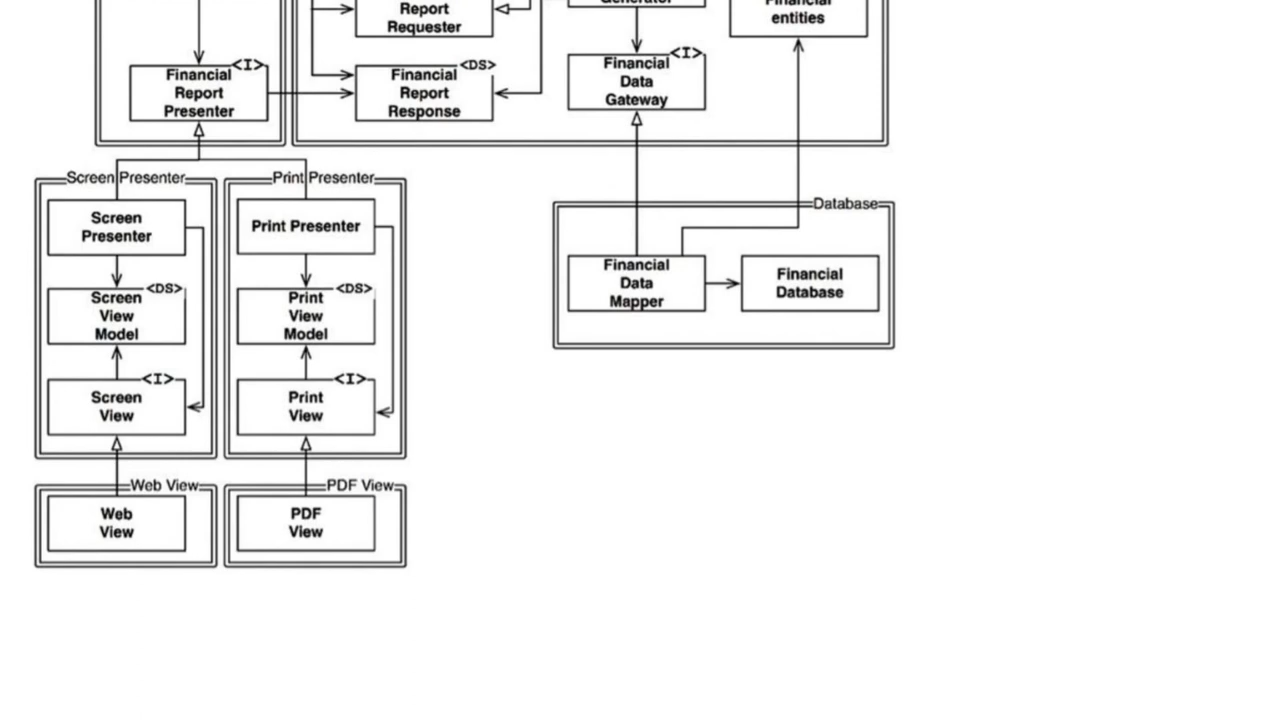 Report
Requester
Generator
Financial
entities
<I>
Financial
Report
Presenter
<DS>
Financial
Report
Response
<I>
Financial
Data
Gateway
Screen Presenter
Screen
Presenter
<DS>
Screen
View
Model
<I>
Screen
View
Print Presenter
Print Presenter
<DS>
Print
View
Model
<I>
Print
View
Database
Financial
Data
Mapper
Financial
Database
Web View
Web
View
PDF View
PDF
View